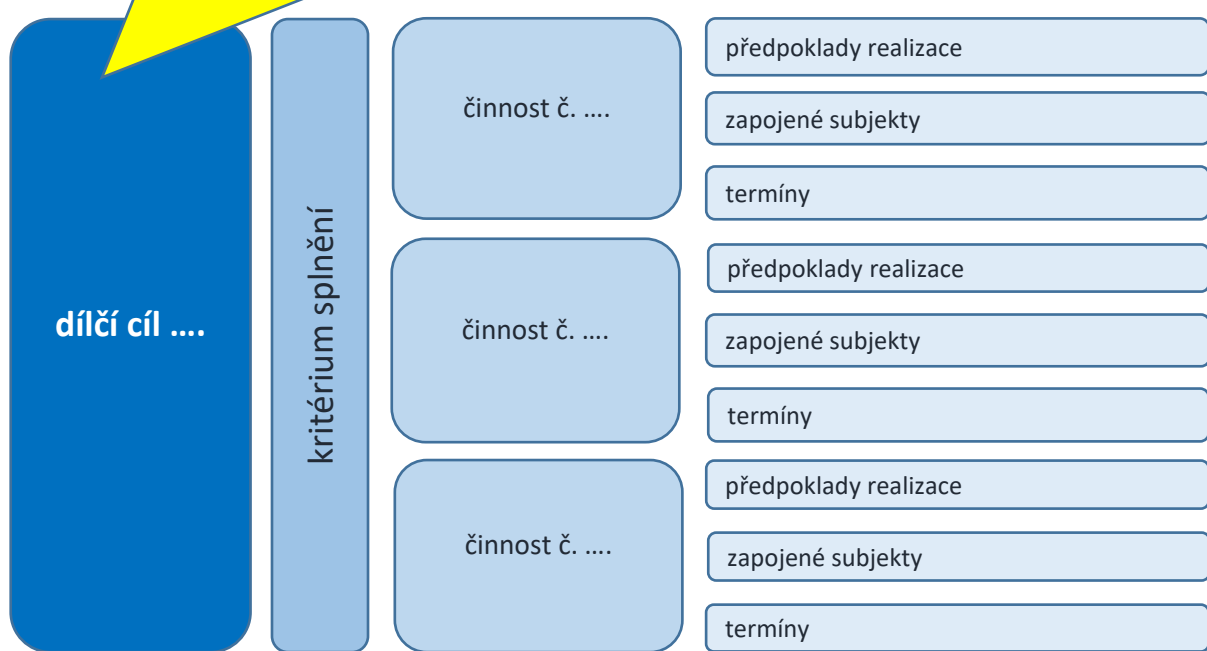 dílčí cíl ….
kritérium splnění
činnost č. ….
předpoklady realizace
zapojené subjekty
termíny
činnost č. ….
předpoklady realizace
zapojené subjekty
termíny
činnost č. ….
předpoklady realizace
zapojené subjekty
termíny